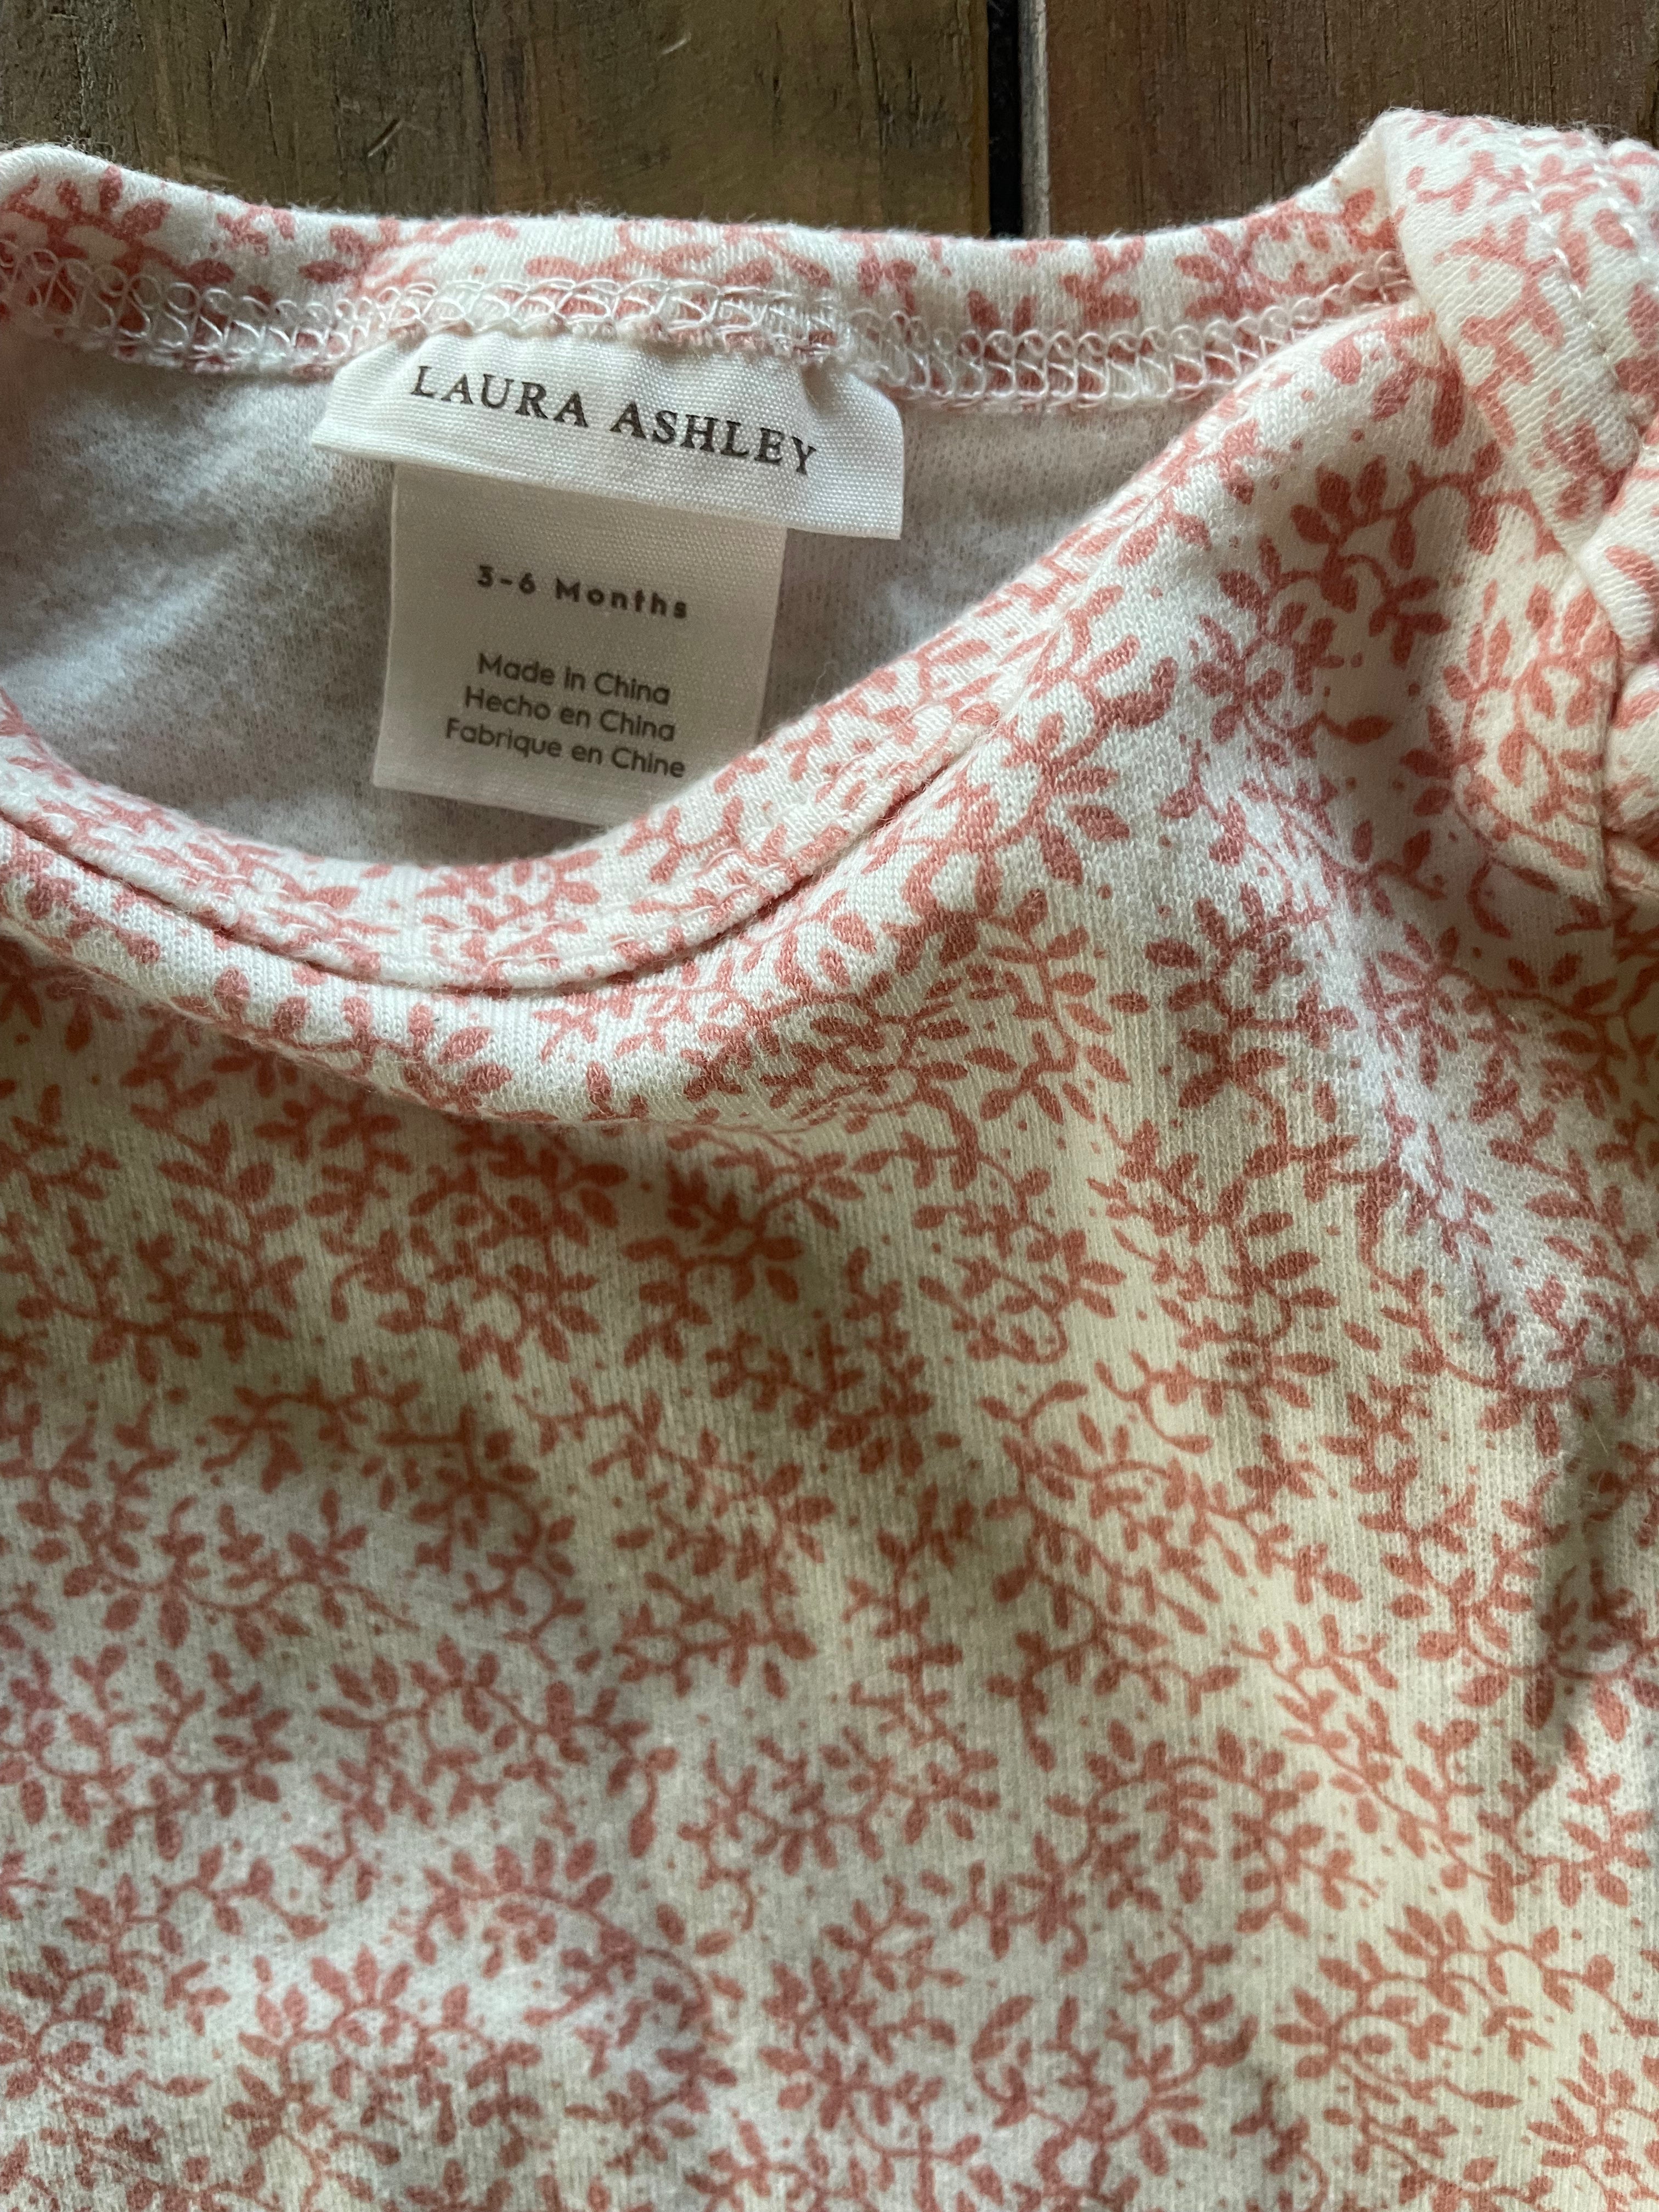 LAURA ASHLEY
3-6 Months
Made in China
Hecho en China
Fabrique en Chine